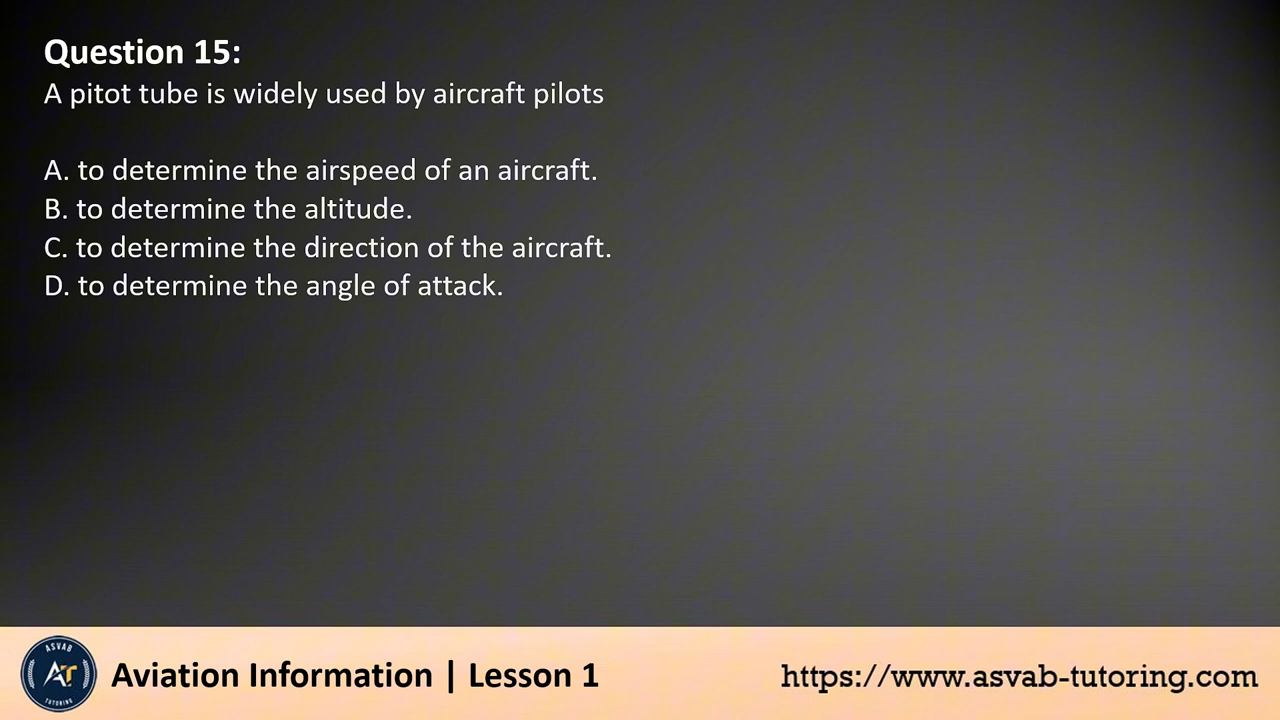 Question 15:
A pitot tube is widely used by aircraft pilots
A. to determine the airspeed of an aircraft.
B. to determine the altitude.
C. to determine the direction of the aircraft.
D. to determine the angle of attack.
ASVAB
AT
TUTORING
Aviation Information | Lesson 1
https://www.asvab-tutoring.com